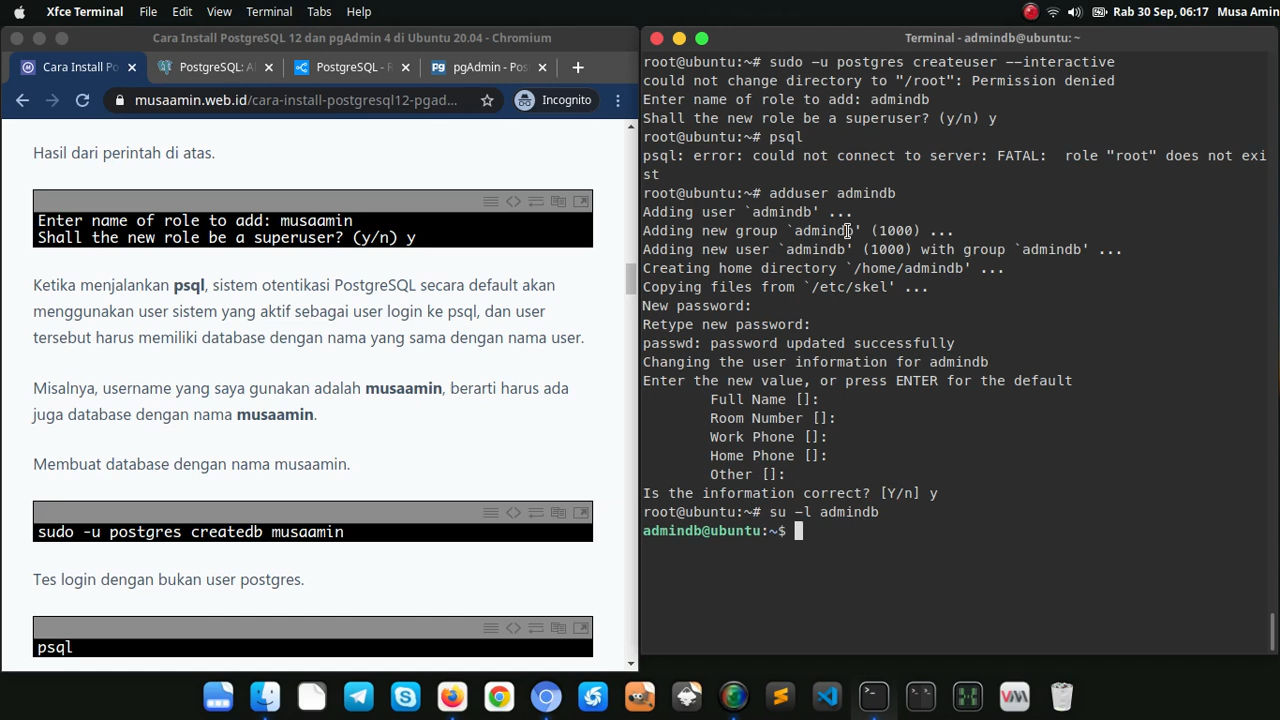 Xfce Terminal File Edit View Terminal Tabs Help
Rab 30 Sep, 06:17 Musa Amin
Cara Install PostgreSQL 12 dan pgAdmin 4 di Ubuntu 20.04 - Chromium
Cara Install Po
PostgreSQL: Al
PostgreSQL - R
pgAdmin - Pos
musaamin.web.id/cara-install-postgresql12-pgad...
Incognito
Hasil dari perintah di atas.
Enter name of role to add: musaamin
Shall the new role be a superuser? (y/n) y
Ketika menjalankan psql, sistem otentikasi PostgreSQL secara default akan
menggunakan user sistem yang aktif sebagai user login ke psql, dan user
tersebut harus memiliki database dengan nama yang sama dengan nama user.
Misalnya, username yang saya gunakan adalah musaamin, berarti harus ada
juga database dengan nama musaamin.
Membuat database dengan nama musaamin.
sudo -u postgres createdb musaamin
Tes login dengan bukan user postgres.
psql
Terminal - admindb@ubuntu: ~
root@ubuntu:~# sudo -u postgres createuser --interactive
could not change directory to "/root": Permission denied
Enter name of role to add: admindb
Shall the new role be a superuser? (y/n) y
root@ubuntu:~# psql
psql: error: could not connect to server: FATAL:  role "root" does not exi
st
root@ubuntu:~# adduser admindb
Adding user `admindb' ...
Adding new group `admindb' (1000) ...
Adding new user `admindb' (1000) with group `admindb' ...
Creating home directory `/home/admindb' ...
Copying files from `/etc/skel' ...
New password:
Retype new password:
passwd: password updated successfully
Changing the user information for admindb
Enter the new value, or press ENTER for the default
Full Name []:
Room Number []:
Work Phone []:
Home Phone []:
Other []:
Is the information correct? [Y/n] y
root@ubuntu:~# su -l admindb
admindb@ubuntu:~$